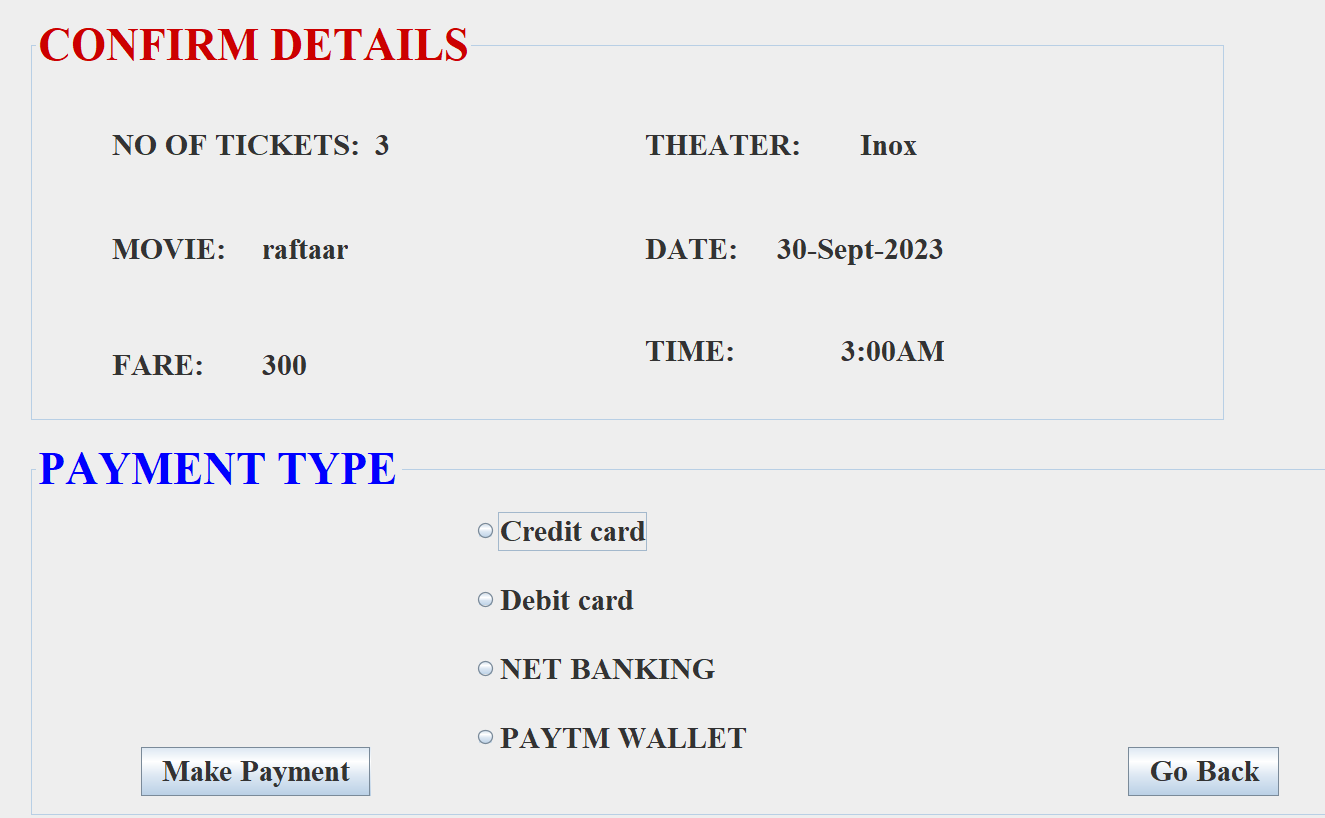 CONFIRM DETAILS
NO OF TICKETS: 3 THEATER: Inox
MOVIE: raftaar DATE: 30-Sept-2023
FARE: 300 TIME: 3:00AM
PAYMENT TYPE
Credit card
Debit card
NET BANKING
PAYTM WALLET
Make Payment Go Back